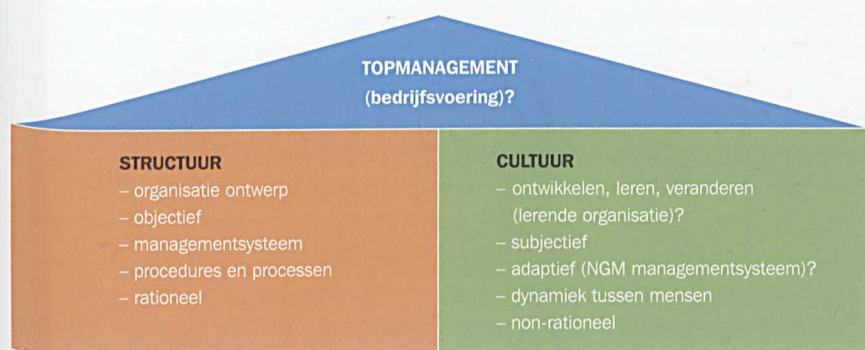 TOPMANAGEMENT
(bedrijfsvoering)?
STRUCTUUR
– organisatie ontwerp
– objectief
– managementsysteem
– procedures en processen
– rationeel
CULTUUR
– ontwikkelen, leren, veranderen
(lerende organisatie)?
– subjectief
– adaptief (NGM managementsysteem)?
– dynamiek tussen mensen
– non-rationeel